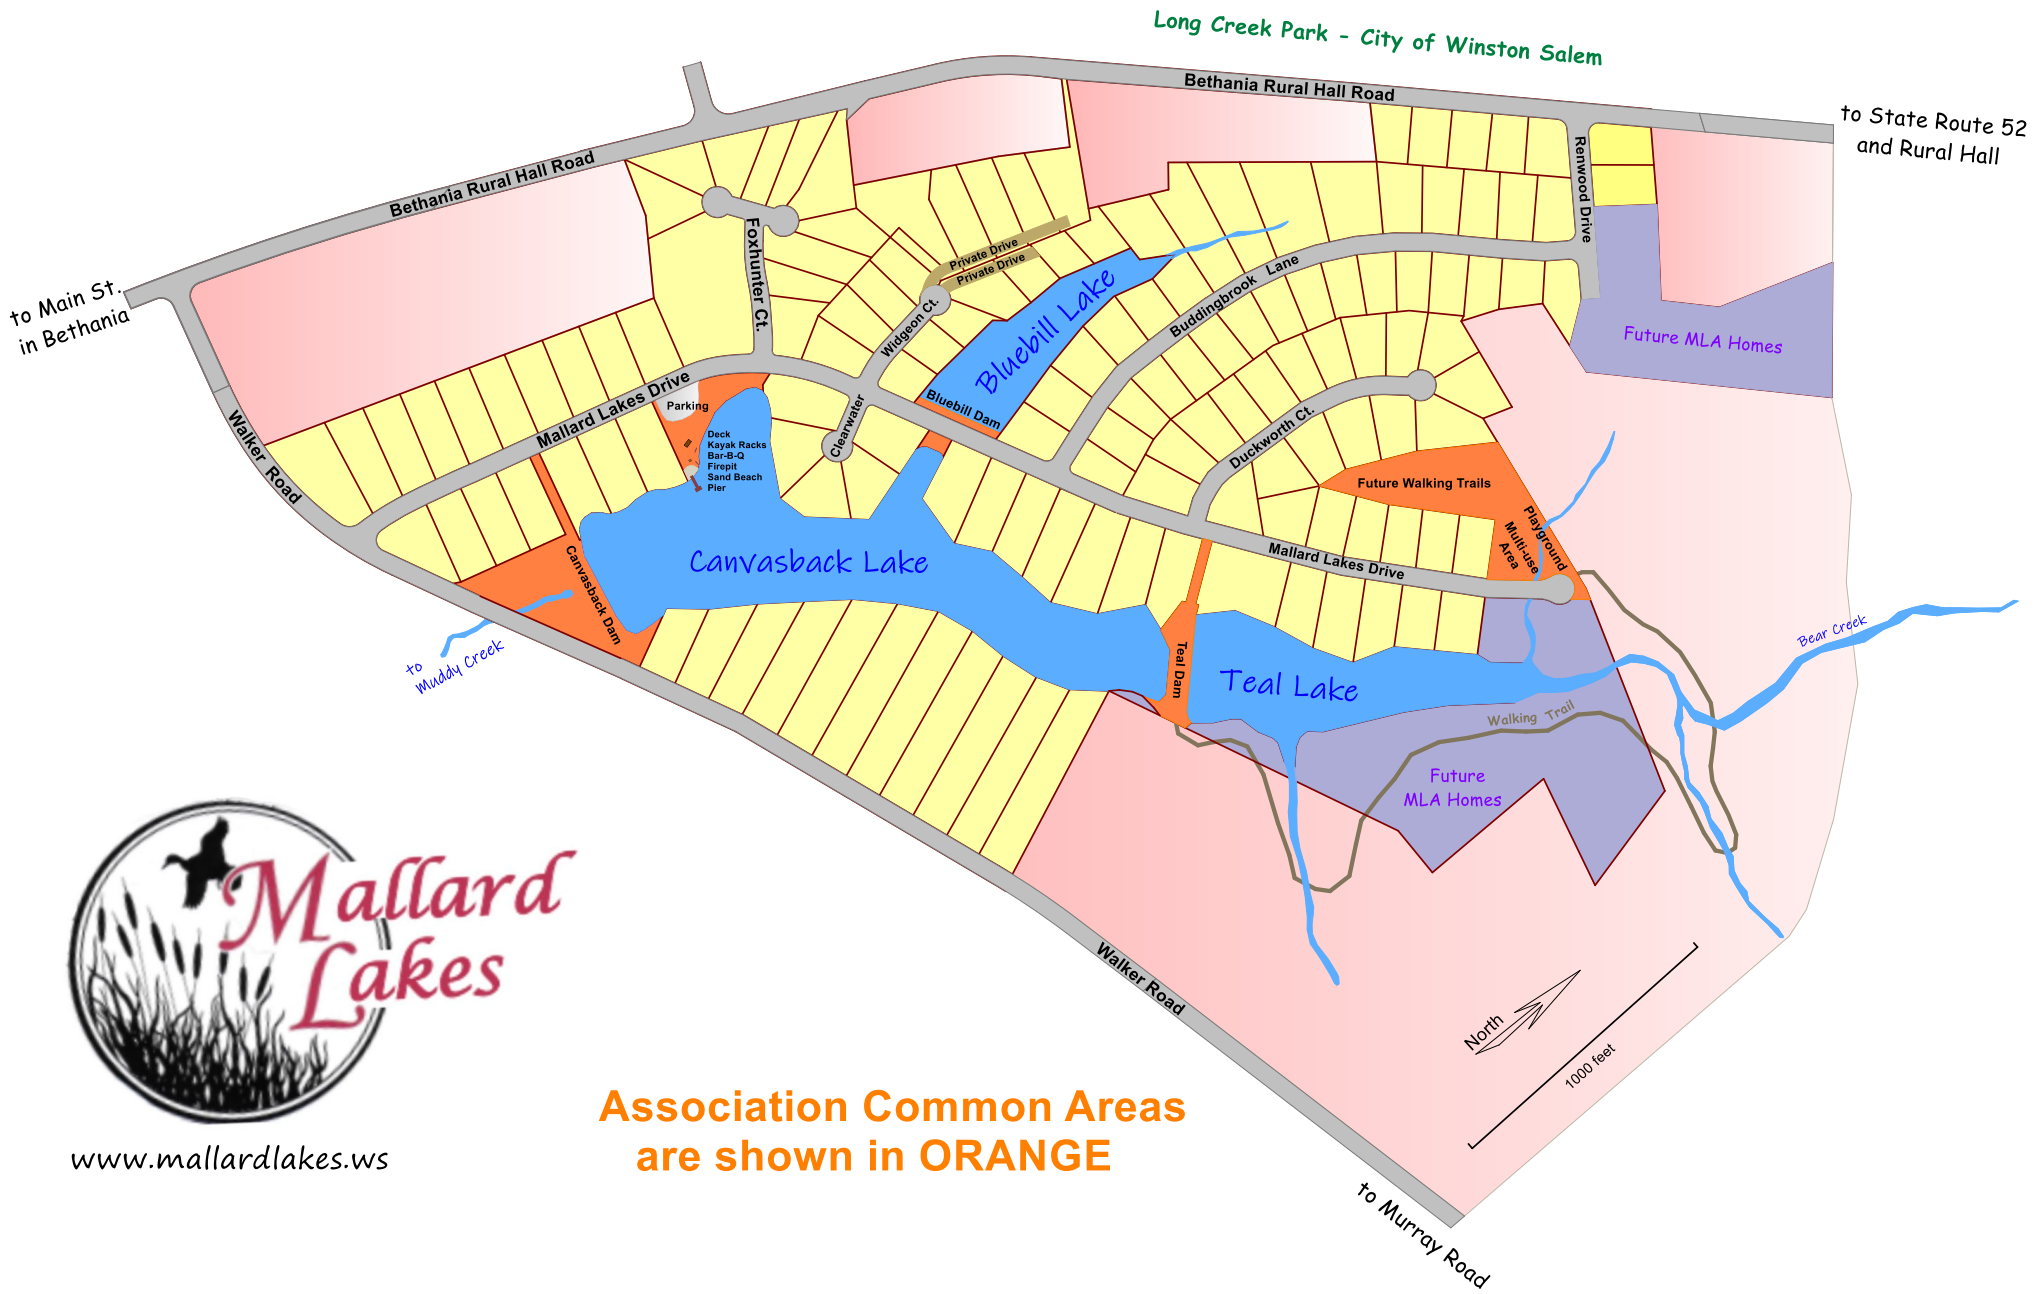 Long Creek Park - City of Winston Salem
Bethania Rural Hall Road
to State Route 52
and Rural Hall
Renwood Drive
Bethania Rural Hall Road
to Main St.
in Bethania
Foxhunter Ct.
Private Drive
Private Drive
Widgeon Ct.
Bluebill Lake
Buddingbrook Lane
Future MLA Homes
Mallard Lakes Drive
Parking
Bluebill Dam
Clearwater
Duckworth Ct.
Walker Road
Deck
Kayak Racks
Bar-B-Q
Firepit
Sand Beach
Pier
Future Walking Trails
Playground
Multi-use
Area
Canvasback Lake
Mallard Lakes Drive
Canvasback Dam
to
Muddy Creek
Bear Creek
Teal Dam
Teal Lake
Walking Trail
Future
MLA Homes
Mallard
Lakes
www.mallardlakes.ws
Walker Road
North
1000 feet
Association Common Areas
are shown in ORANGE
to Murray Road